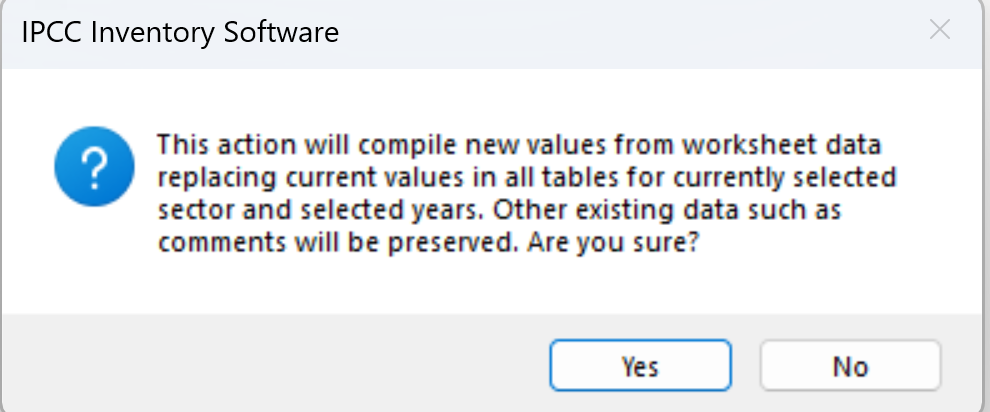 IPCC Inventory Software
This action will compile new values from worksheet data
replacing current values in all tables for currently selected
sector and selected years. Other existing data such as
comments will be preserved. Are you sure?
Yes
No